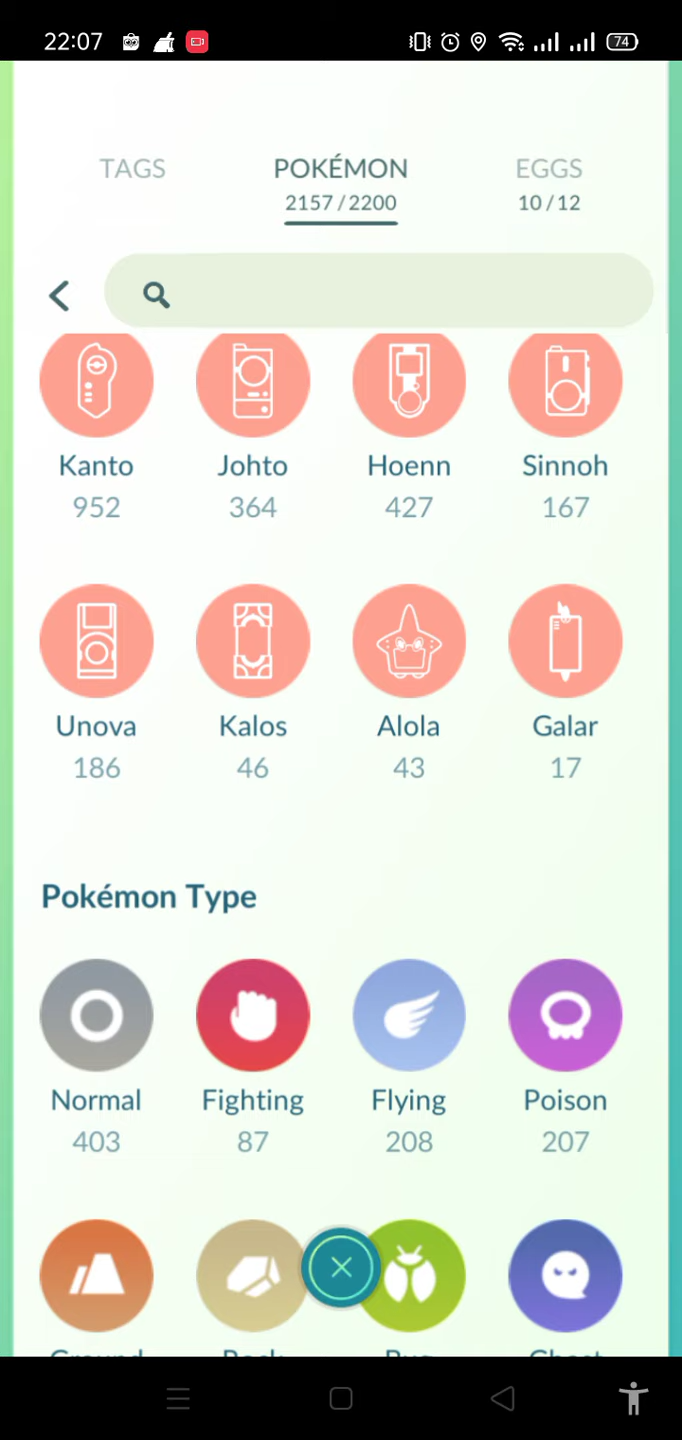 22:07
74
TAGS POKÉMON EGGS
2157 / 2200 10 / 12
Kanto Johto Hoenn Sinnoh
952 364 427 167
Unova Kalos Alola Galar
186 46 43 17
Pokémon Type
Normal Fighting Flying Poison
403 87 208 207